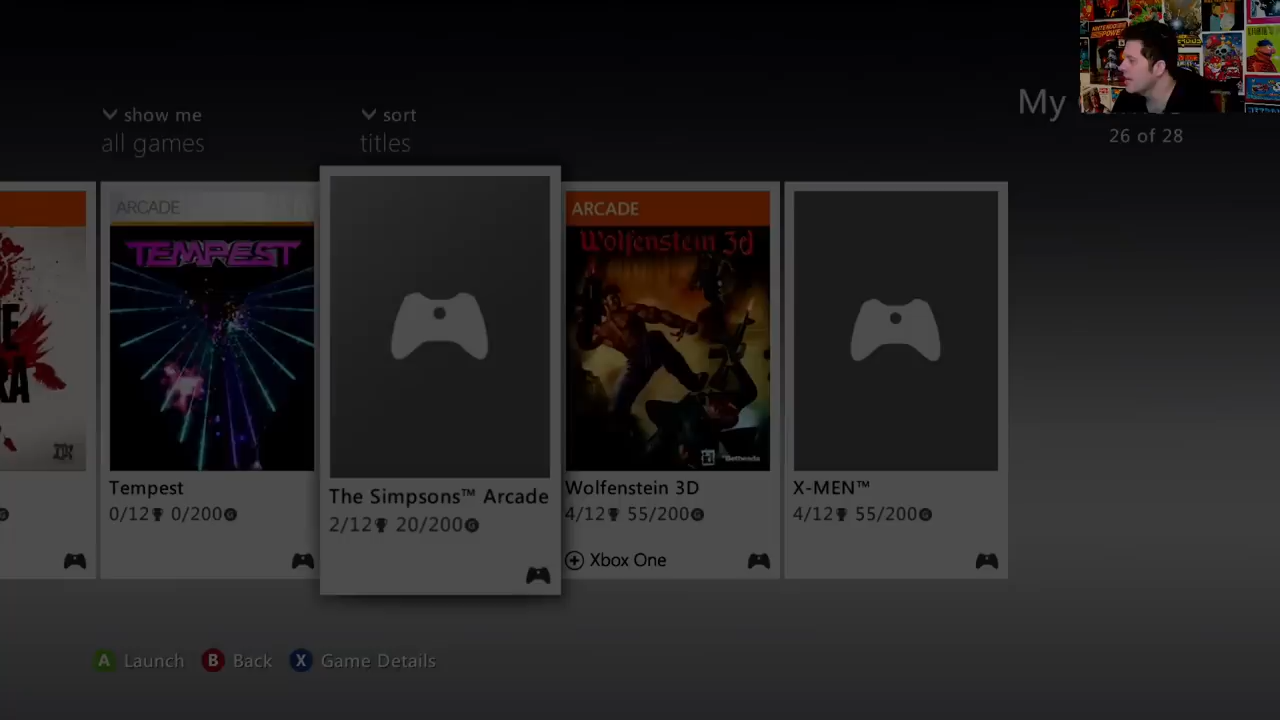 show me
all games
sort
titles
My
26 of 28
ARCADE
TEMPEST
Tempest
0/12 0/200 G
The Simpsons™ Arcade
2/12 20/200 G
ARCADE
Wolfenstein 3d
Bethesda
Wolfenstein 3D
4/12 55/200 G
Xbox One
X-MEN™
4/12 55/200 G
A Launch
B Back
X Game Details